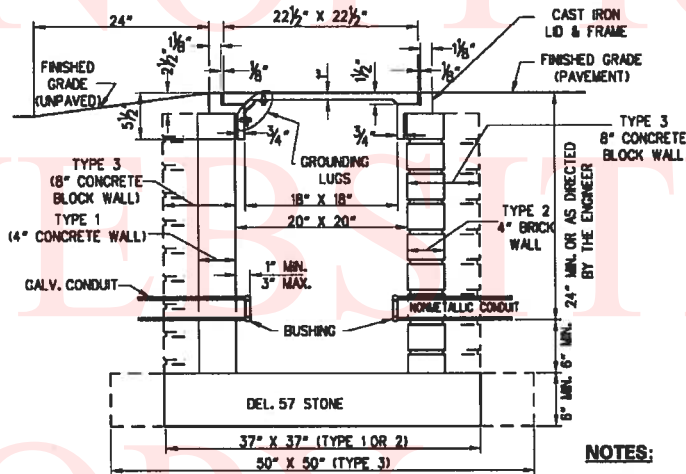 24"
22½" X 22½"
CAST IRON
LID & FRAME
1⅛"
1⅛"
2½"
⅛"
1½"
⅛"
FINISHED
GRADE
(UNPAVED)
FINISHED GRADE
(PAVEMENT)
5½"
3/4"
3/4"
GROUNDING
LUGS
TYPE 3
8" CONCRETE
BLOCK WALL
TYPE 3
(8" CONCRETE
BLOCK WALL)
18" X 18"
20" X 20"
TYPE 1
(4" CONCRETE WALL)
TYPE 2
4" BRICK
WALL
24" MIN. OR AS DIRECTED
BY THE ENGINEER
1" MIN.
3" MAX.
GALV. CONDUIT
NONMETALLIC CONDUIT
BUSHING
6" MIN.
6" MIN.
DEL. 57 STONE
37" X 37" (TYPE 1 OR 2)
50" X 50" (TYPE 3)
NOTES: